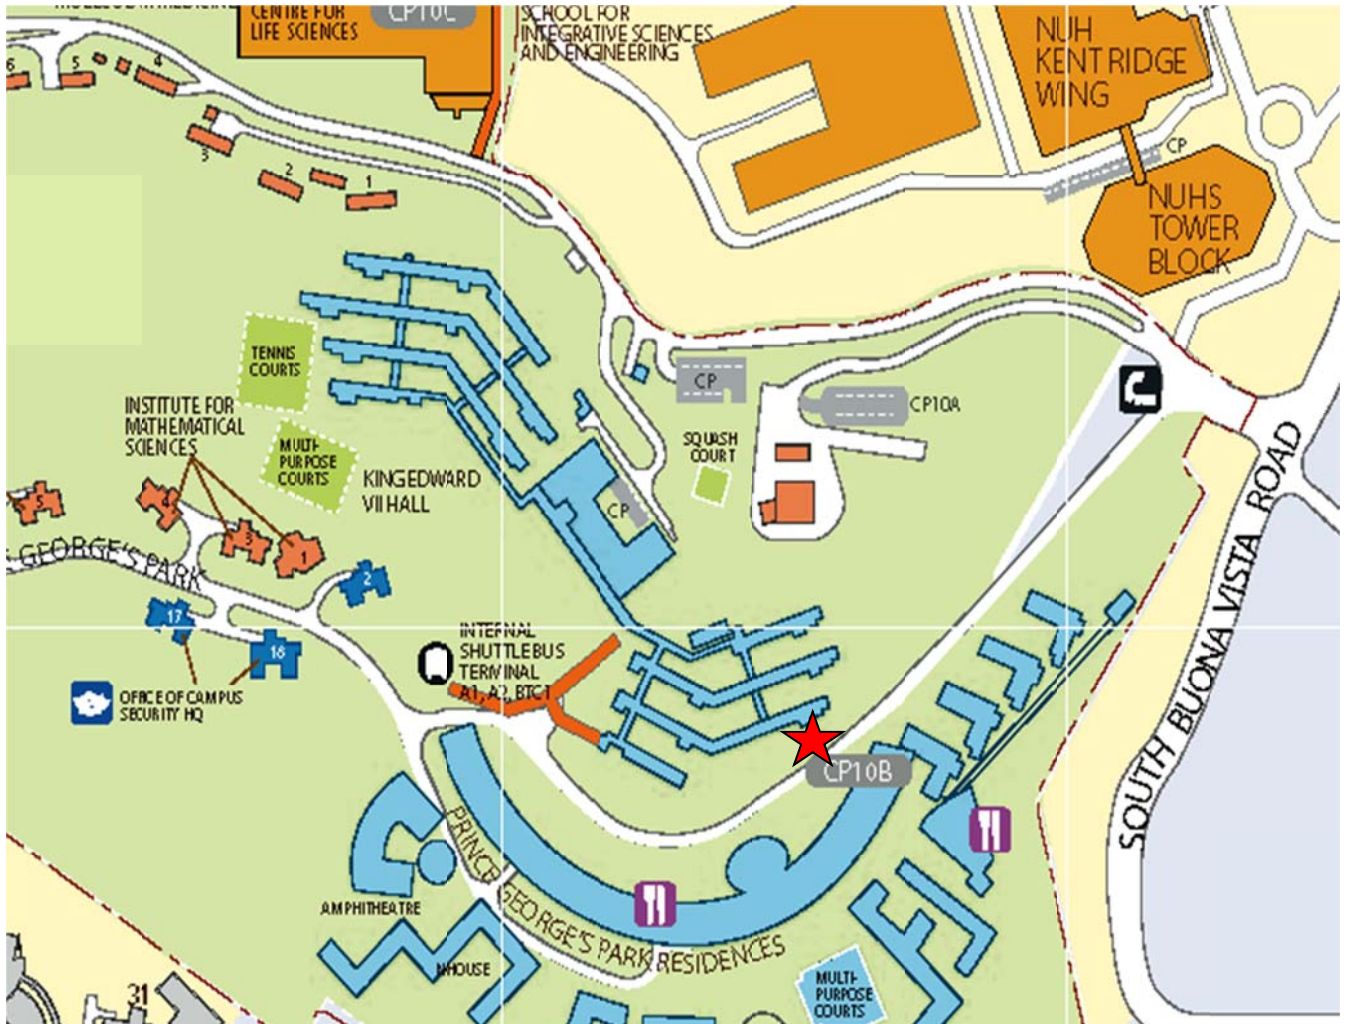 CENTRE FOR
LIFE SCIENCES
CP10C
SCHOOL FOR
INTEGRATIVE SCIENCES
AND ENGINEERING
NUH
KENT RIDGE
WING
CP
NUHS
TOWER
BLOCK
6
5
4
3
2
1
TENNIS
COURTS
CP
CP10A
INSTITUTE FOR
MATHEMATICAL
SCIENCES
MULTI-
PURPOSE
COURTS
KING EDWARD
VII HALL
SQUASH
COURT
CP
SOUTH BUONA VISTA ROAD
5
4
3
1
2
GEORGE'S PARK
17
18
INTERNAL
SHUTTLE BUS
TERMINAL
A1, A2, BTC1
OFFICE OF CAMPUS
SECURITY HQ
CP10B
PRINCE GEORGE'S PARK RESIDENCES
AMPHITHEATRE
HOUSE
MULTI-
PURPOSE
COURTS
31